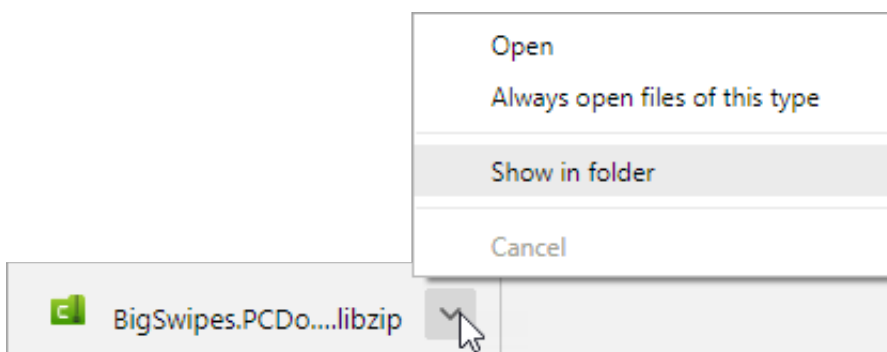 Open
Always open files of this type
Show in folder
Cancel
BigSwipes.PCDo....libzip